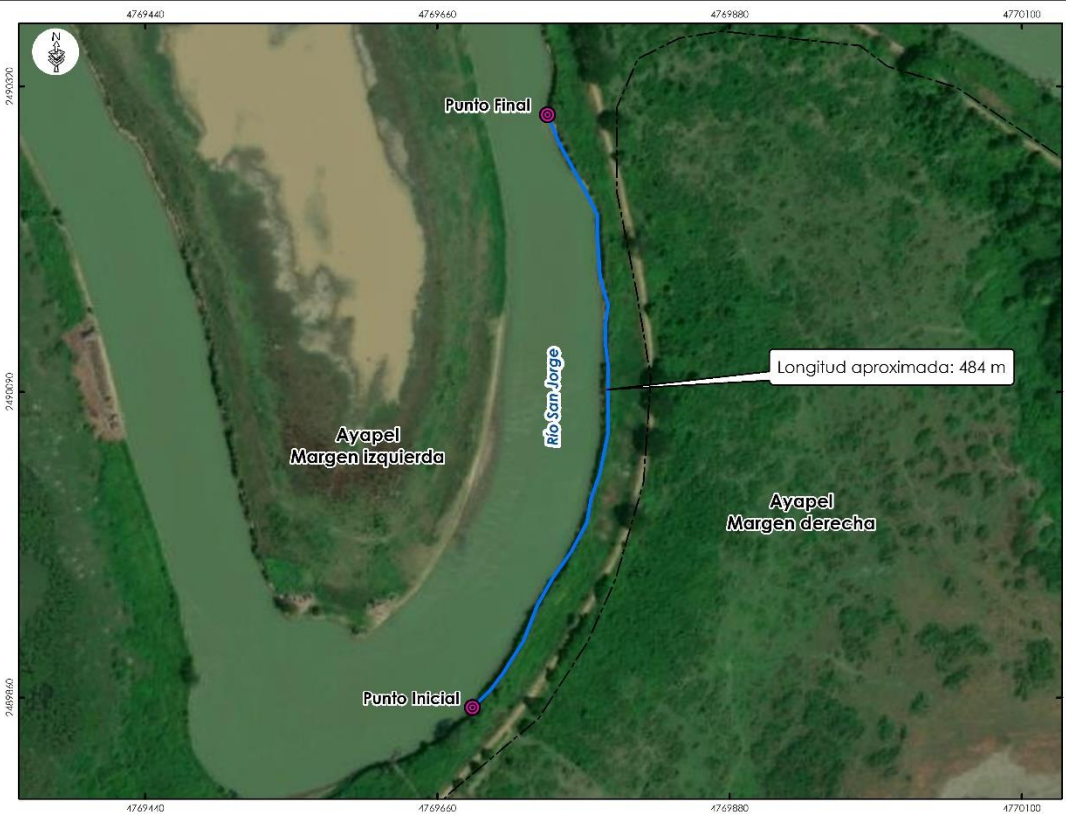 4769440
4769660
4769880
4770100
N
2490320
Punto Final
2490090
Longitud aproximada: 484 m
Río San Jorge
Ayapel
Margen izquierda
Ayapel
Margen derecha
2489860
Punto Inicial
4769440
4769660
4769880
4770100